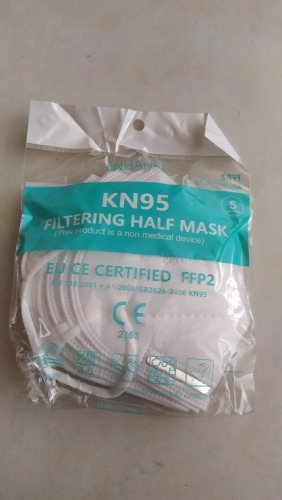 KN95
5
FILTERING HALF MASK
(This product is a non medical device)
EU CE CERTIFIED FFP2
A1:2009/GB2626-2006 KN95
CE
2163